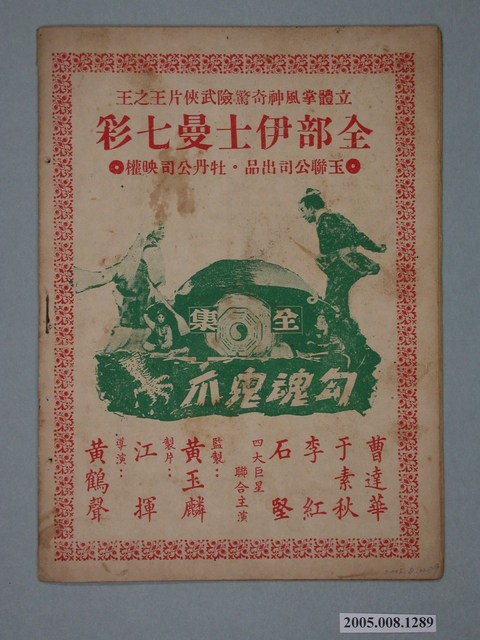 立體掌風神奇驚險武俠片王之王
全部伊士曼七彩
玉聯公司出品・牡丹公司映權
全集
勾魂鬼爪
曹達華
于素秋
李紅
石堅
四大巨星
聯合主演
監製：黃玉麟
製片：江揮
導演：黃鶴聲
2005.008.1289